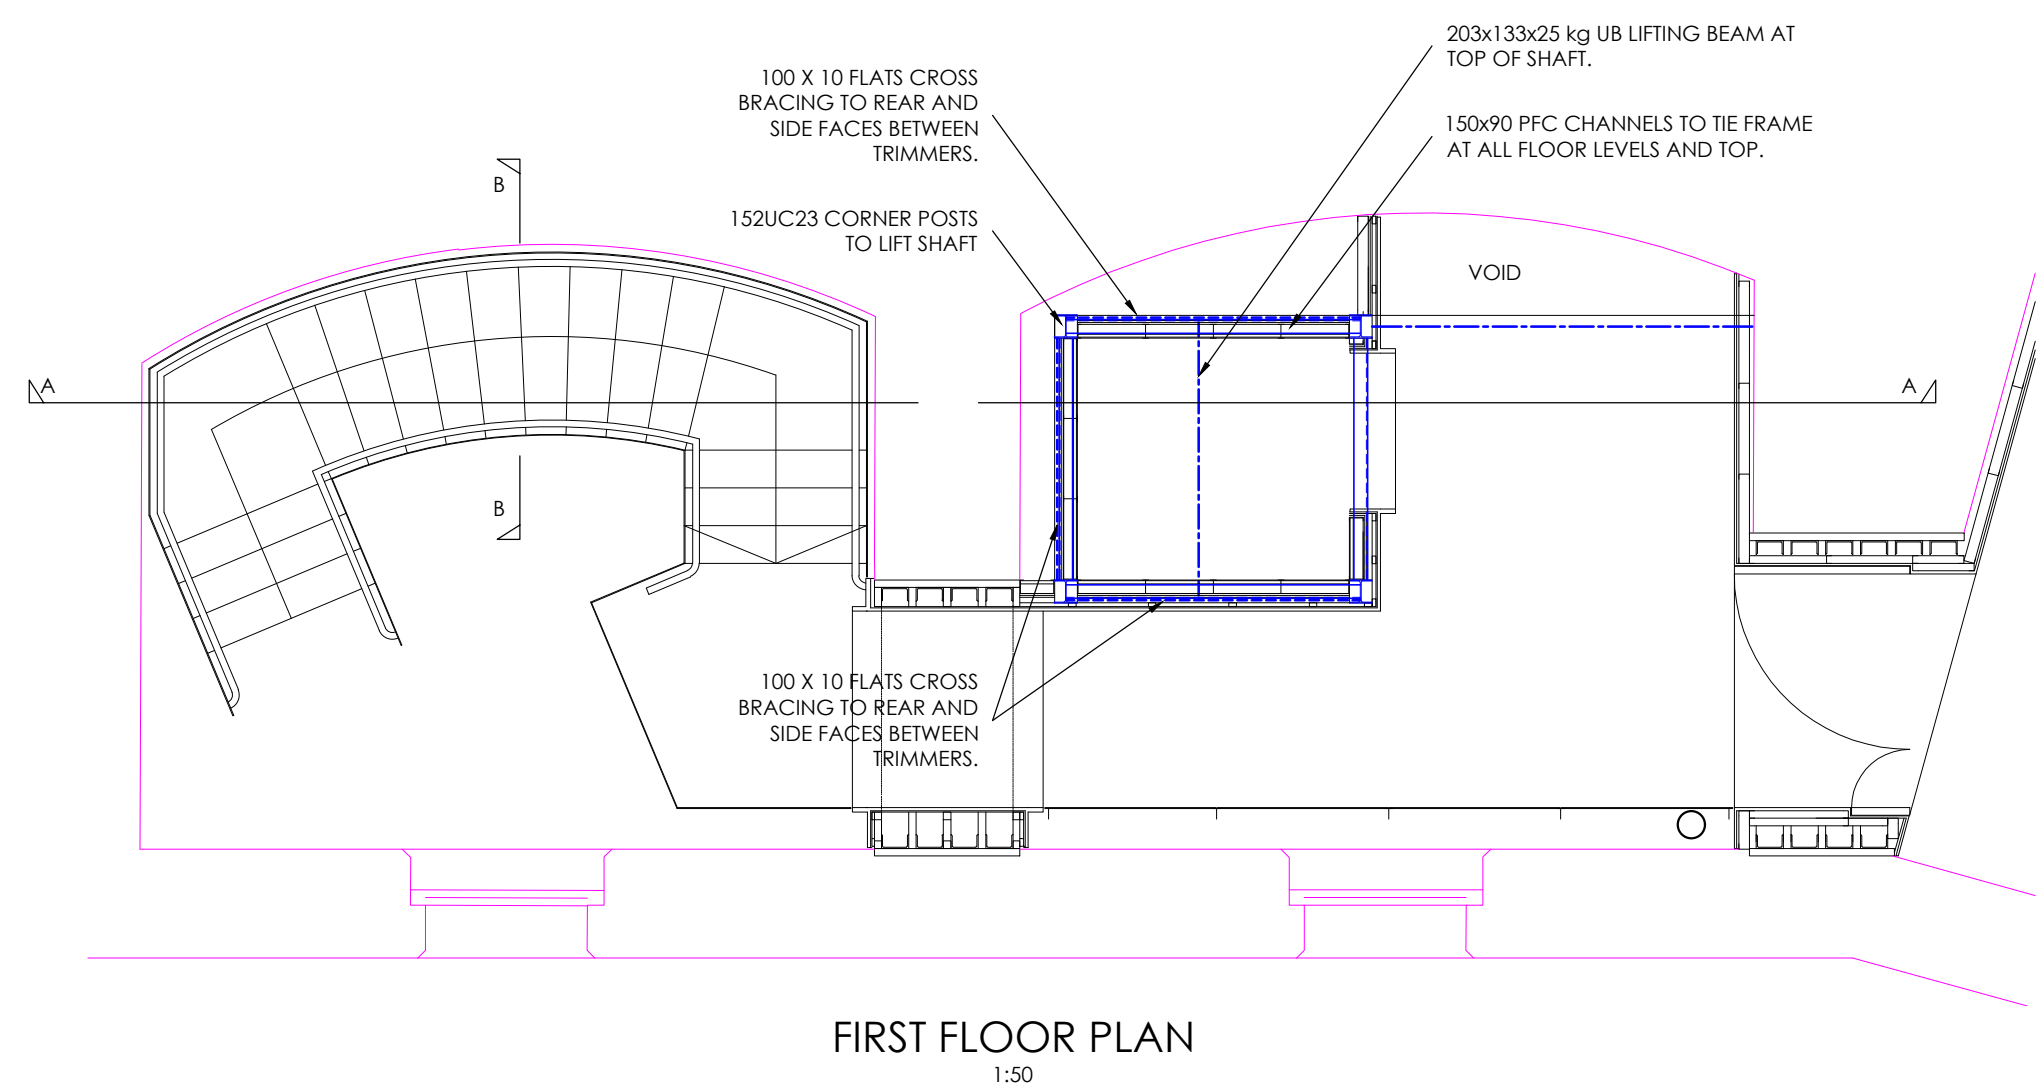 203x133x25 kg UB LIFTING BEAM AT
TOP OF SHAFT.
100 X 10 FLATS CROSS
BRACING TO REAR AND
SIDE FACES BETWEEN
TRIMMERS.
150x90 PFC CHANNELS TO TIE FRAME
AT ALL FLOOR LEVELS AND TOP.
B
152UC23 CORNER POSTS
TO LIFT SHAFT
VOID
A
A
B
100 X 10 FLATS CROSS
BRACING TO REAR AND
SIDE FACES BETWEEN
TRIMMERS.
FIRST FLOOR PLAN
1:50